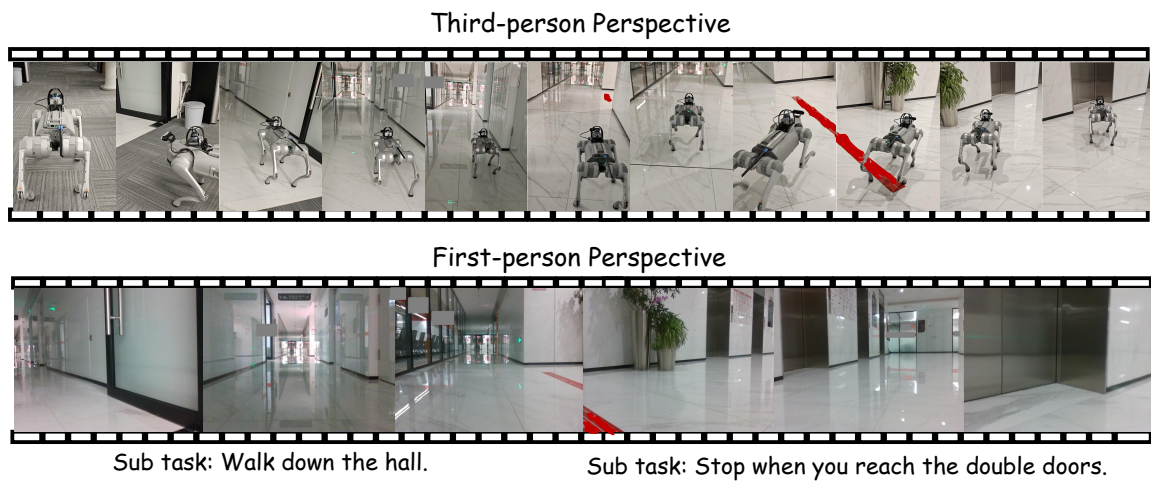 Third-person Perspective
First-person Perspective
Sub task: Walk down the hall.
Sub task: Stop when you reach the double doors.